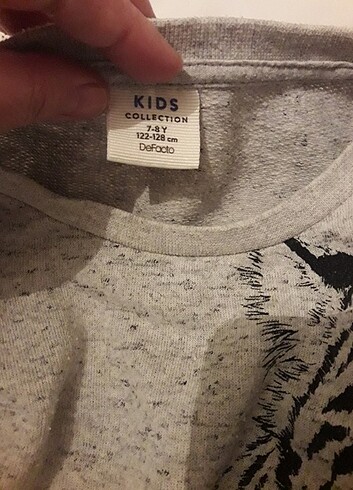 KIDS
COLLECTION
7-8 Y
122-128 cm
DeFacto